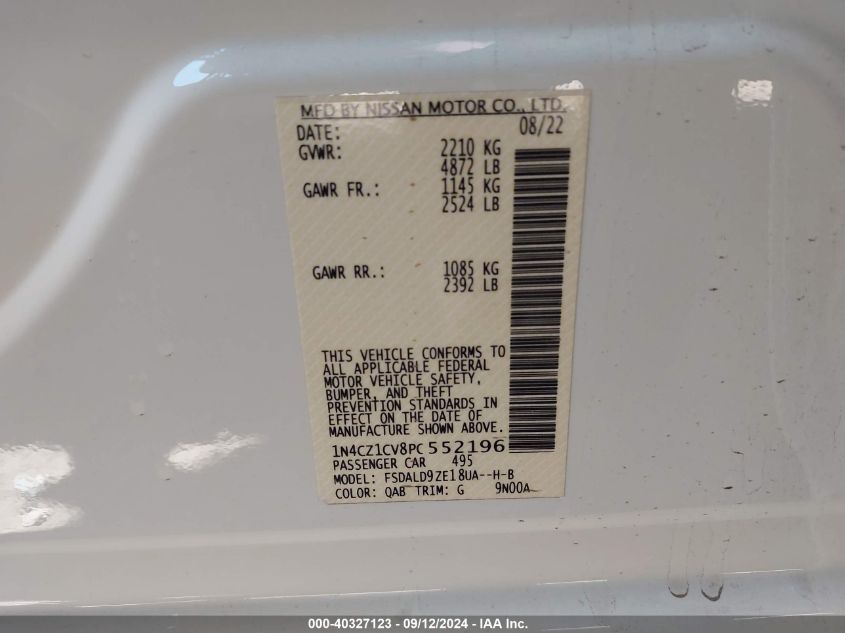 MFD BY NISSAN MOTOR CO., LTD.
DATE: 08/22
GVWR: 2210 KG
4872 LB
GAWR FR.: 1145 KG
2524 LB
GAWR RR.: 1085 KG
2392 LB
THIS VEHICLE CONFORMS TO
ALL APPLICABLE FEDERAL
MOTOR VEHICLE SAFETY,
BUMPER, AND THEFT
PREVENTION STANDARDS IN
EFFECT ON THE DATE OF
MANUFACTURE SHOWN ABOVE.
1N4CZ1CV8PC552196
PASSENGER CAR 495
MODEL: FSDALD9ZE18UA--H-B
COLOR: QAB TRIM: G 9N00A
000-40327123 - 09/12/2024 - IAA Inc.